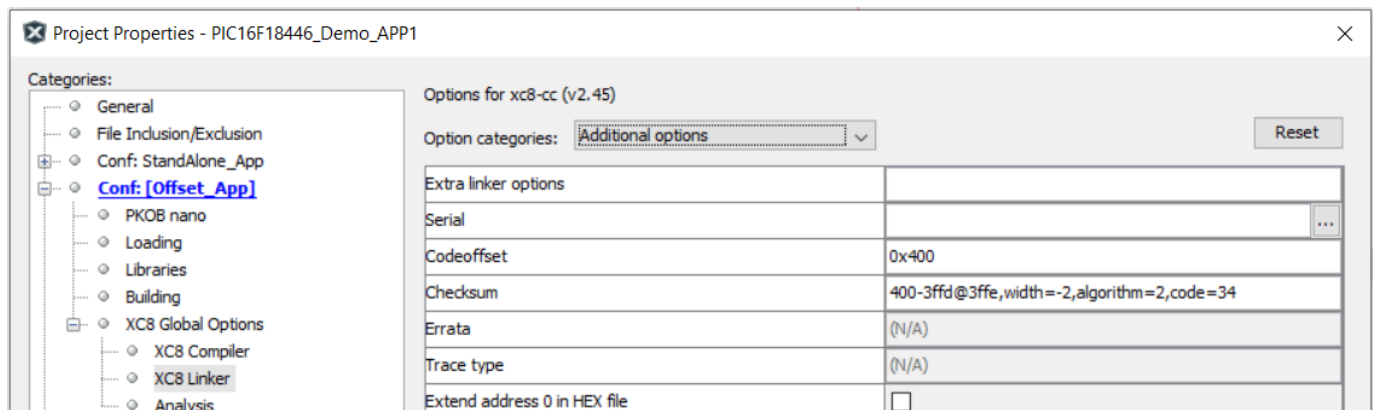 Project Properties - PIC16F18446_Demo_APP1
Categories:
General
File Inclusion/Exclusion
Conf: StandAlone_App
Conf: [Offset_App]
PKOB nano
Loading
Libraries
Building
XC8 Global Options
XC8 Compiler
XC8 Linker
Analysis
Options for xc8-cc (v2.45)
Option categories: Additional options Reset
Extra linker options
Serial ...
Codeoffset 0x400
Checksum 400-3ffd@3ffe,width=-2,algorithm=2,code=34
Errata (N/A)
Trace type (N/A)
Extend address 0 in HEX file